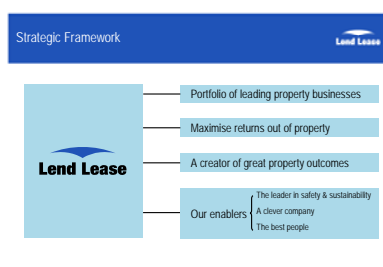 Strategic Framework
Lend Lease
Portfolio of leading property businesses
Maximise returns out of property
Lend Lease
A creator of great property outcomes
Our enablers
The leader in safety & sustainability
A clever company
The best people